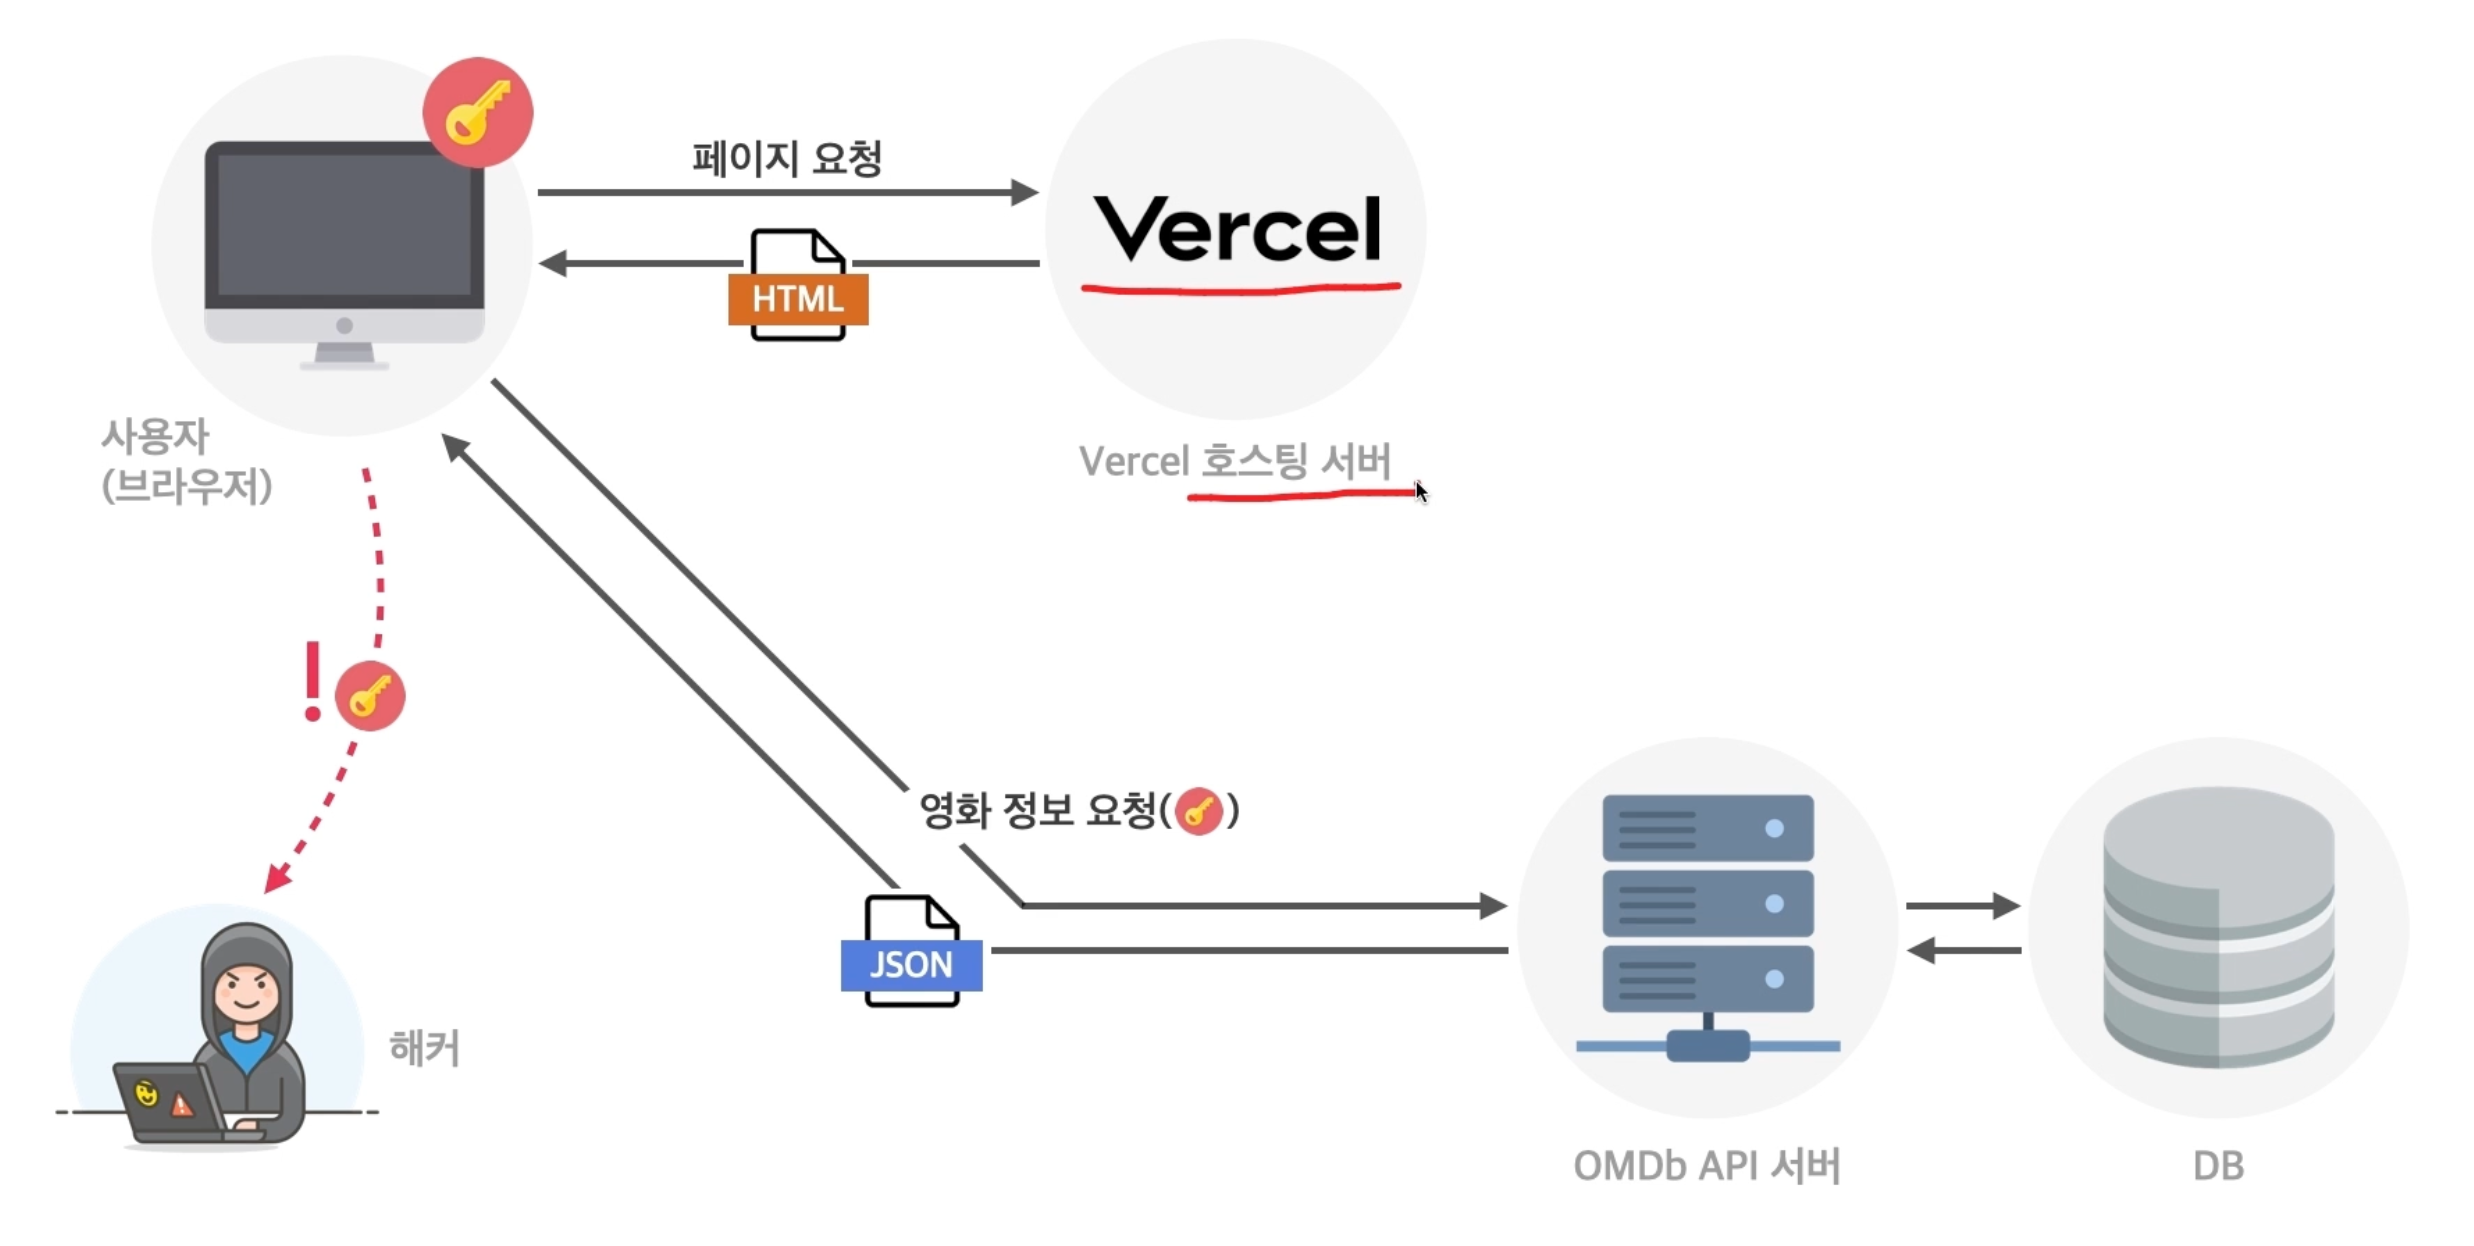 페이지 요청
HTML
Vercel
사용자
(브라우저)
Vercel 호스팅 서버
!
영화 정보 요청( )
JSON
해커
OMDb API 서버
DB